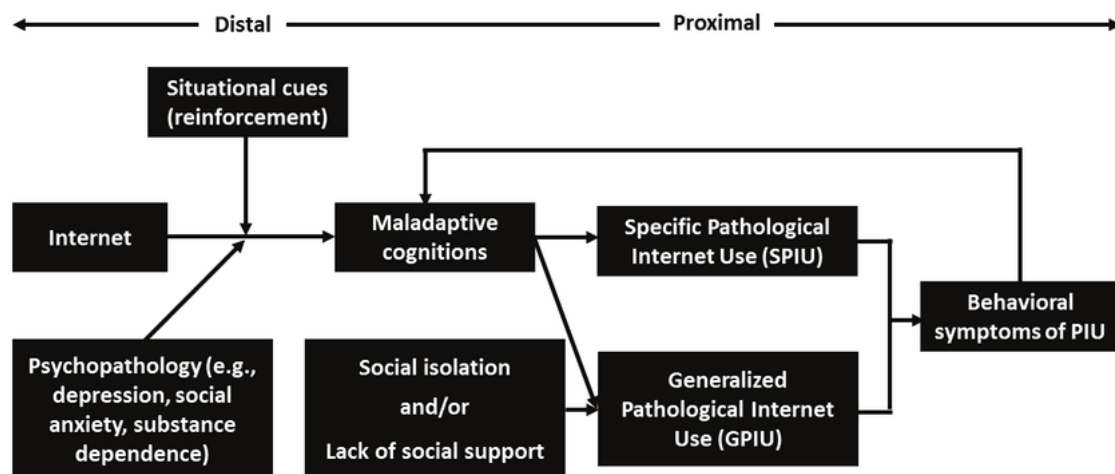 Distal
Proximal
Situational cues
(reinforcement)
Internet
Maladaptive
cognitions
Specific Pathological
Internet Use (SPIU)
Behavioral
symptoms of PIU
Psychopathology (e.g.,
depression, social
anxiety, substance
dependence)
Social isolation
and/or
Lack of social support
Generalized
Pathological Internet
Use (GPIU)